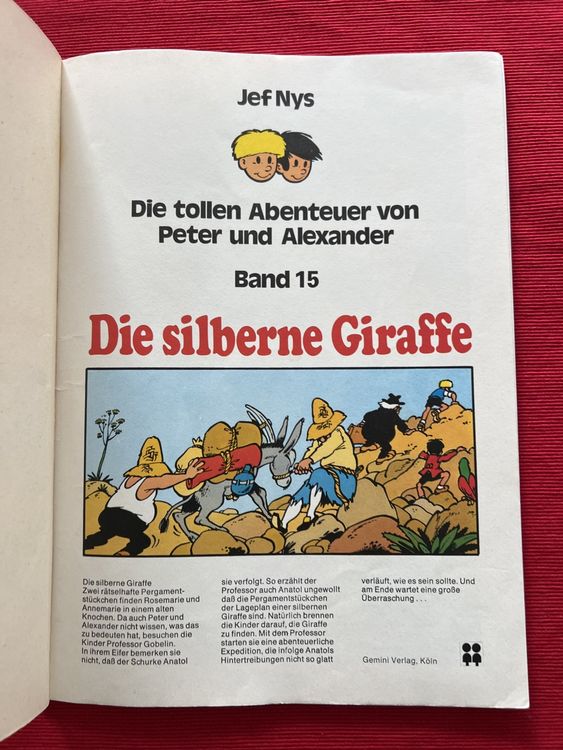 Jef Nys
Die tollen Abenteuer von
Peter und Alexander
Band 15
Die silberne Giraffe
Die silberne Giraffe
Zwei rätselhafte Pergament-
stückchen finden Rosemarie und
Annemarie in einem alten
Knochen. Da auch Peter und
Alexander nicht wissen, was das
zu bedeuten hat, besuchen die
Kinder Professor Gobelin.
In ihrem Eifer bemerken sie
nicht, daß der Schurke Anatol
sie verfolgt. So erzählt der
Professor auch Anatol ungewollt
daß die Pergamentstückchen
der Lageplan einer silbernen
Giraffe sind. Natürlich brennen
die Kinder darauf, die Giraffe
zu finden. Mit dem Professor
starten sie eine abenteuerliche
Expedition, die infolge Anatols
Hintertreibungen nicht so glatt
verläuft, wie es sein sollte. Und
am Ende wartet eine große
Überraschung . . .
Gemini Verlag, Köln